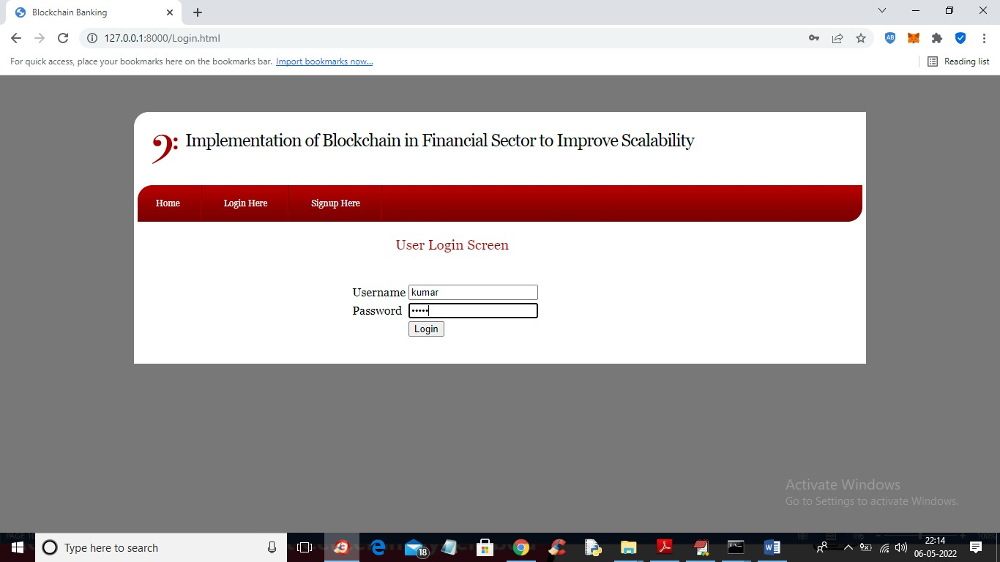 Blockchain Banking
127.0.0.1:8000/Login.html
AB
For quick access, place your bookmarks here on the bookmarks bar. Import bookmarks now...
Reading list
Implementation of Blockchain in Financial Sector to Improve Scalability
Home
Login Here
Signup Here
User Login Screen
Username kumar
Password •••••
Login
Activate Windows
Go to Settings to activate Windows.
100%
Type here to search
18
22:14
06-05-2022